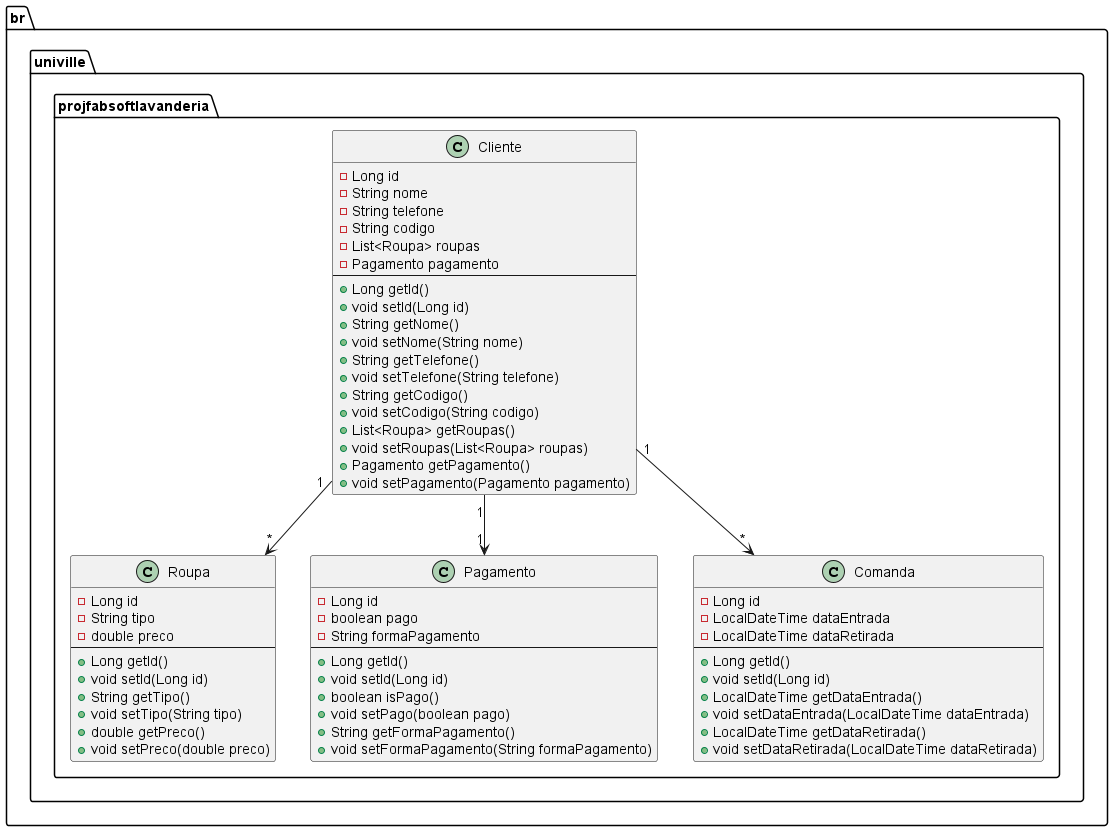 br
univille
projfabsoftlavanderia
C Cliente
Long id
String nome
String telefone
String codigo
List<Roupa> roupas
Pagamento pagamento
Long getId()
void setId(Long id)
String getNome()
void setNome(String nome)
String getTelefone()
void setTelefone(String telefone)
String getCodigo()
void setCodigo(String codigo)
List<Roupa> getRoupas()
void setRoupas(List<Roupa> roupas)
Pagamento getPagamento()
void setPagamento(Pagamento pagamento)
1
*
1
1
1
*
C Roupa
Long id
String tipo
double preco
Long getId()
void setId(Long id)
String getTipo()
void setTipo(String tipo)
double getPreco()
void setPreco(double preco)
C Pagamento
Long id
boolean pago
String formaPagamento
Long getId()
void setId(Long id)
boolean isPago()
void setPago(boolean pago)
String getFormaPagamento()
void setFormaPagamento(String formaPagamento)
C Comanda
Long id
LocalDateTime dataEntrada
LocalDateTime dataRetirada
Long getId()
void setId(Long id)
LocalDateTime getDataEntrada()
void setDataEntrada(LocalDateTime dataEntrada)
LocalDateTime getDataRetirada()
void setDataRetirada(LocalDateTime dataRetirada)